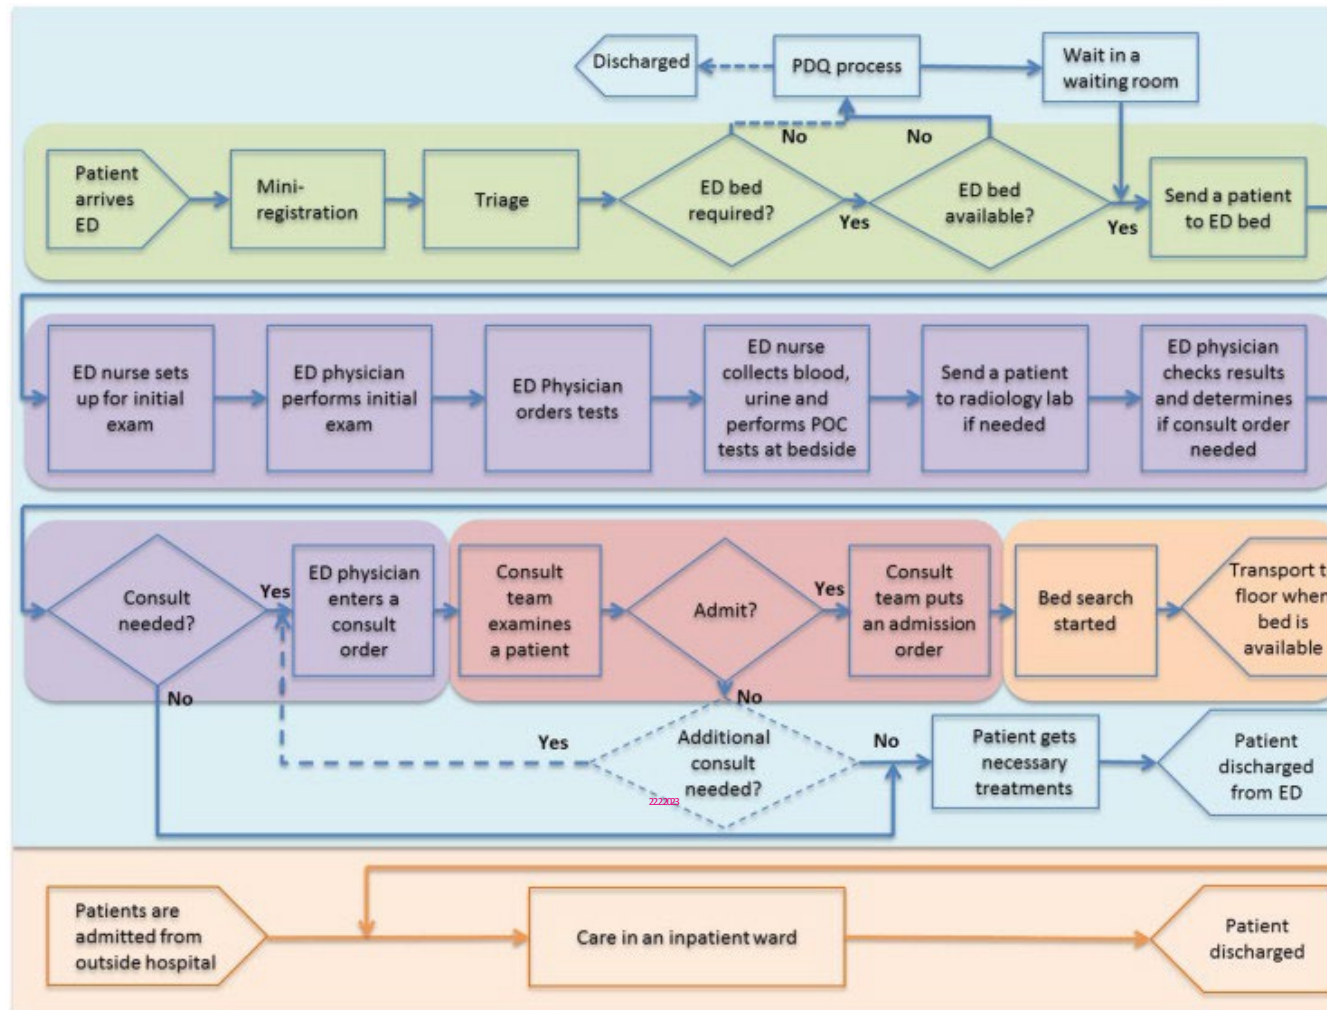 Discharged
PDQ process
Wait in a
waiting room
No
No
Patient
arrives
ED
Mini-
registration
Triage
ED bed
required?
Yes
ED bed
available?
Yes
Send a patient
to ED bed
ED nurse sets
up for initial
exam
ED physician
performs initial
exam
ED Physician
orders tests
ED nurse
collects blood,
urine and
performs POC
tests at bedside
Send a patient
to radiology lab
if needed
ED physician
checks results
and determines
if consult order
needed
Consult
needed?
Yes
No
ED physician
enters a
consult
order
Consult
team
examines
a patient
Admit?
Yes
No
Consult
team puts
an admission
order
Bed search
started
Transport t
floor when
bed is
available
Yes
Additional
consult
needed?
No
Patient gets
necessary
treatments
Patient
discharged
from ED
Patients are
admitted from
outside hospital
Care in an inpatient ward
Patient
discharged